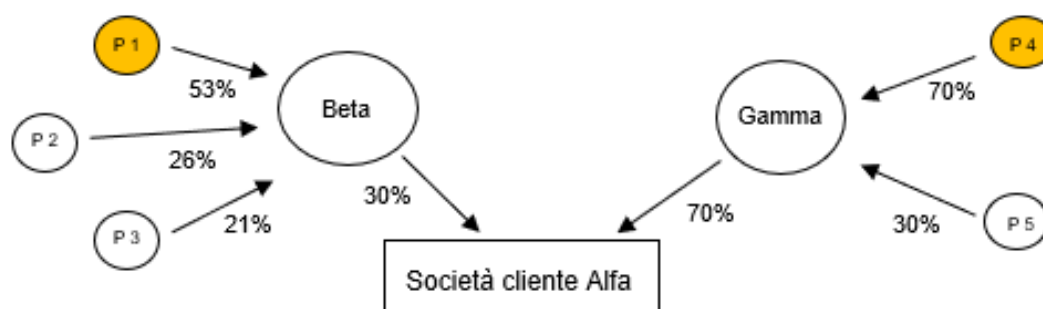 P 1
53%
P 2
26%
P 3
21%
Beta
30%
Gamma
70%
P 4
70%
P 5
30%
Società cliente Alfa